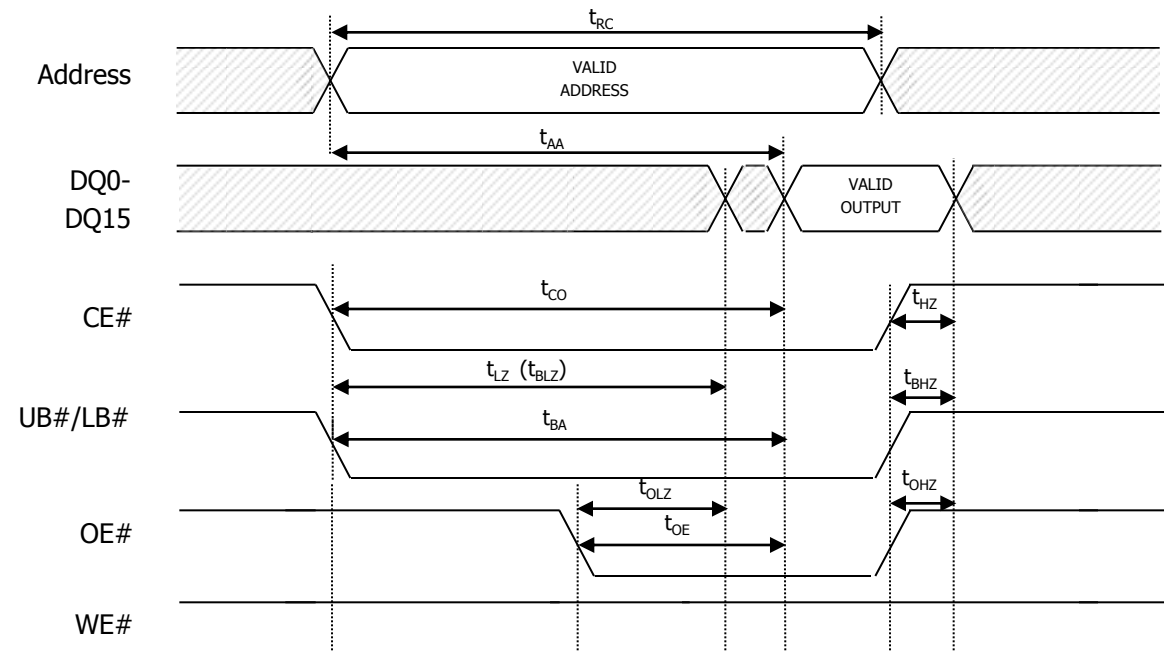 tRC
Address
VALID
ADDRESS
tAA
DQ0-
DQ15
VALID
OUTPUT
CE#
tCO
tHZ
tLZ (tBLZ)
tBHZ
UB#/LB#
tBA
tOHZ
tOLZ
OE#
tOE
WE#